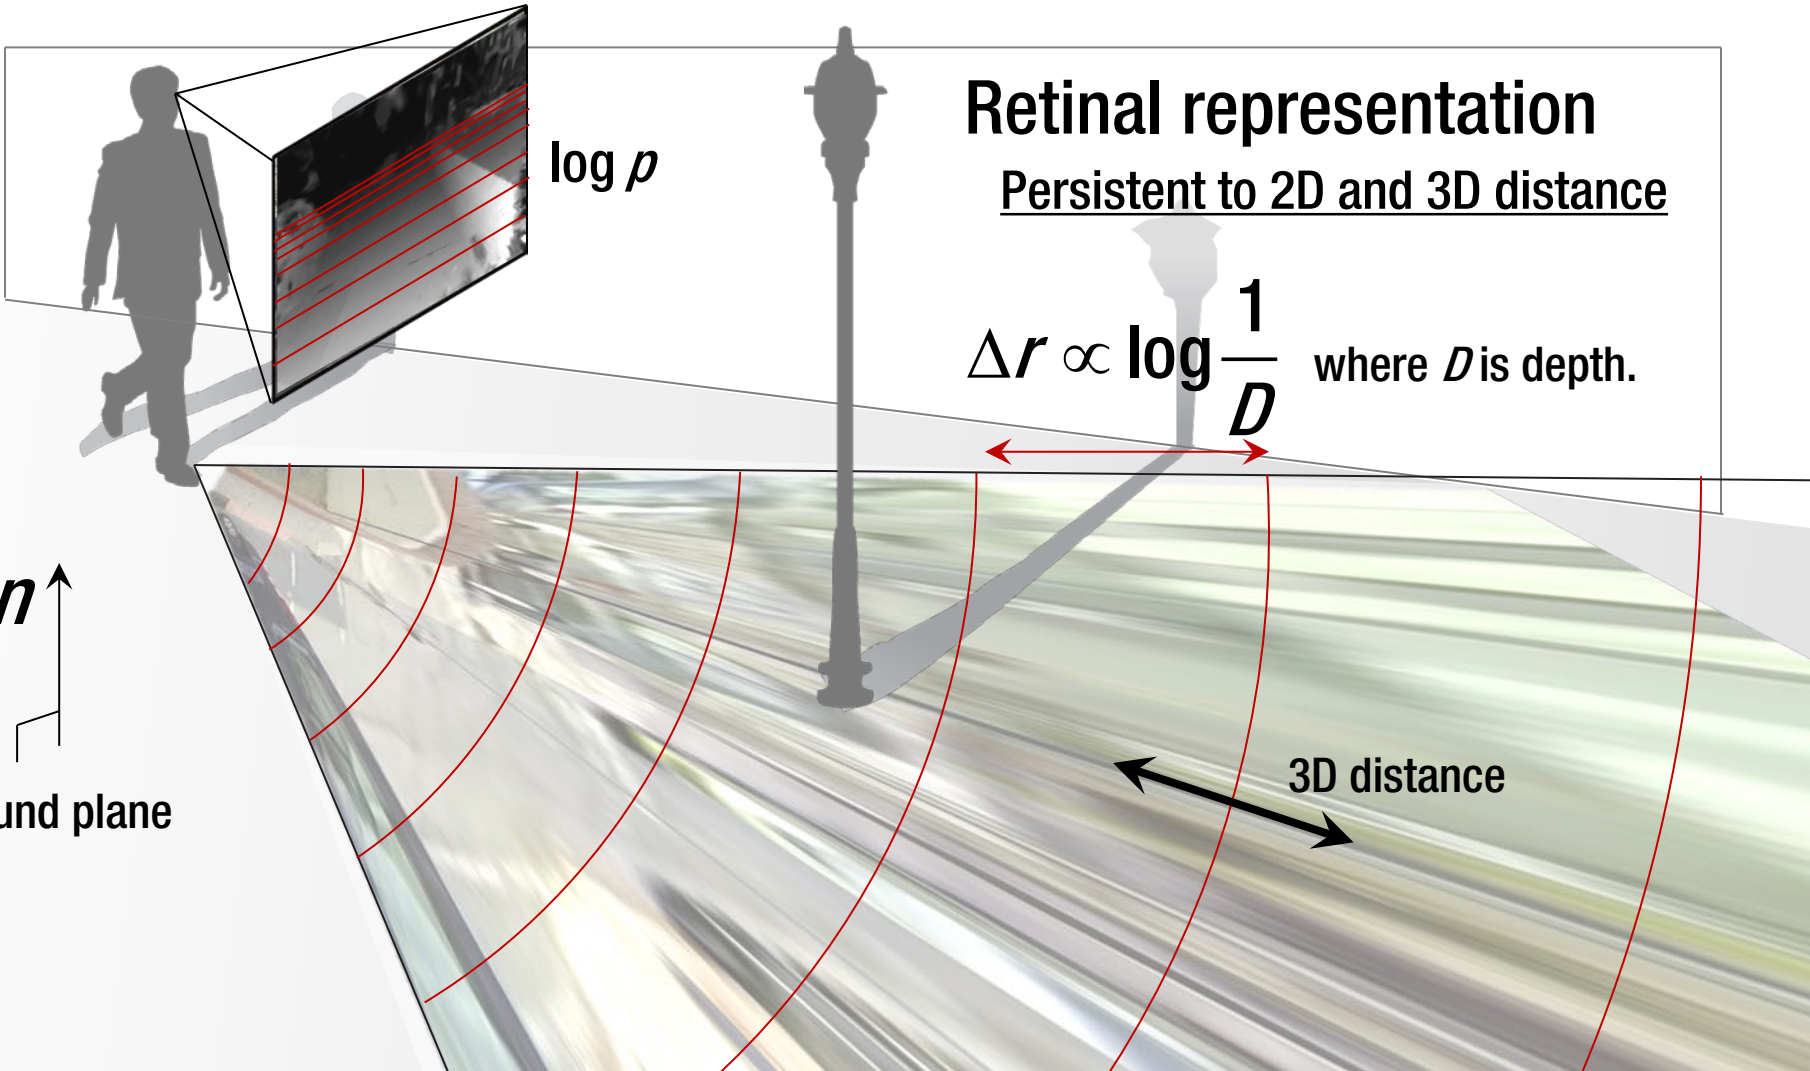 Retinal representation
log p
Persistent to 2D and 3D distance
Δr ∝ log 1/D where D is depth.
n
3D distance
und plane